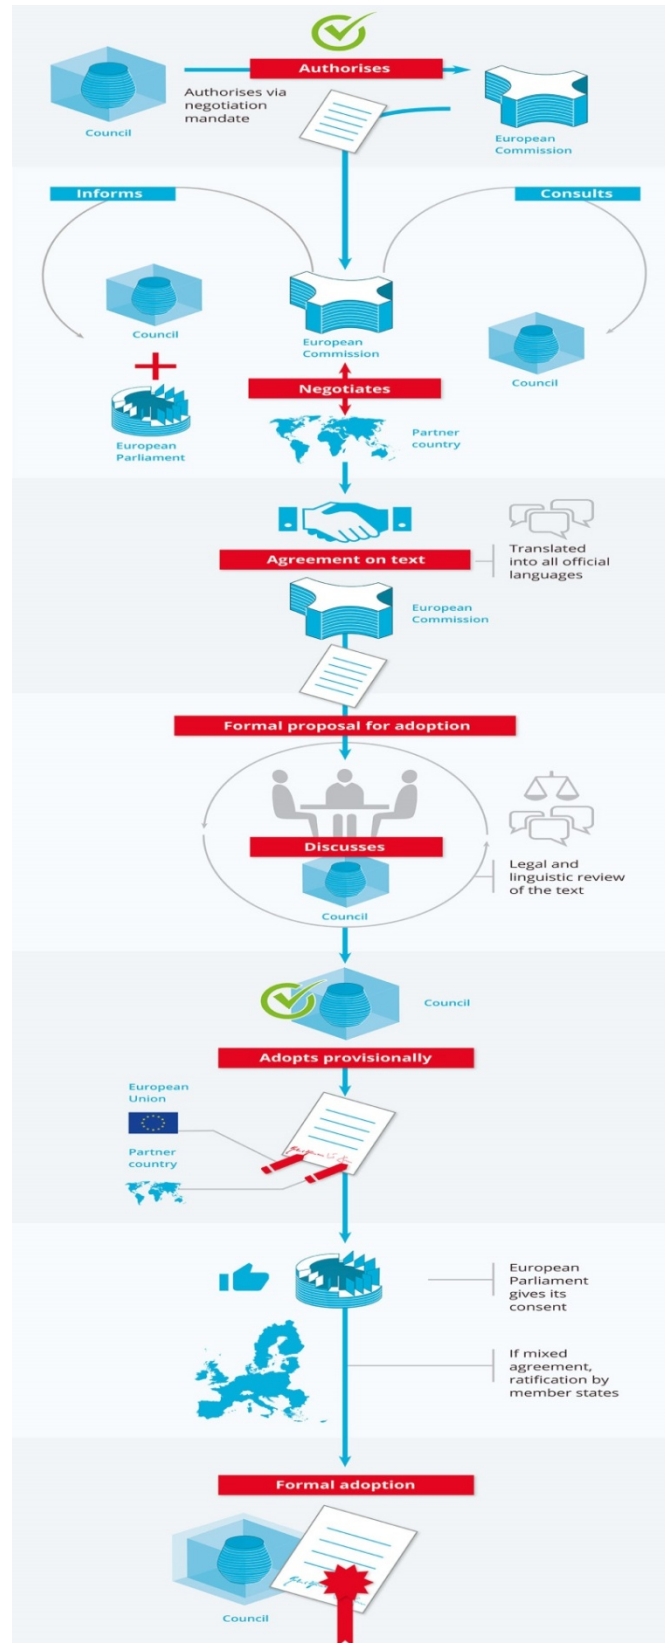 Authorises
Authorises via
negotiation
mandate
Council
European
Commission
Informs
Consults
Council
European
Parliament
European
Commission
Council
Negotiates
Partner
country
Agreement on text
Translated
into all official
languages
European
Commission
Formal proposal for adoption
Discusses
Council
Legal and
linguistic review
of the text
Council
Adopts provisionally
European
Union
Partner
country
European
Parliament
gives its
consent
If mixed
agreement,
ratification by
member states
Formal adoption
Council